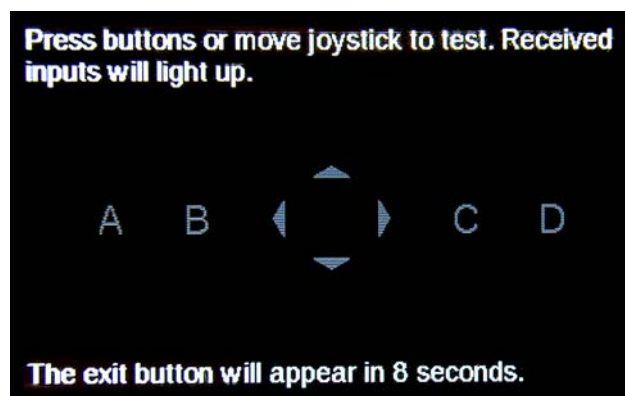 Press buttons or move joystick to test. Received
inputs will light up.
A B C D
The exit button will appear in 8 seconds.